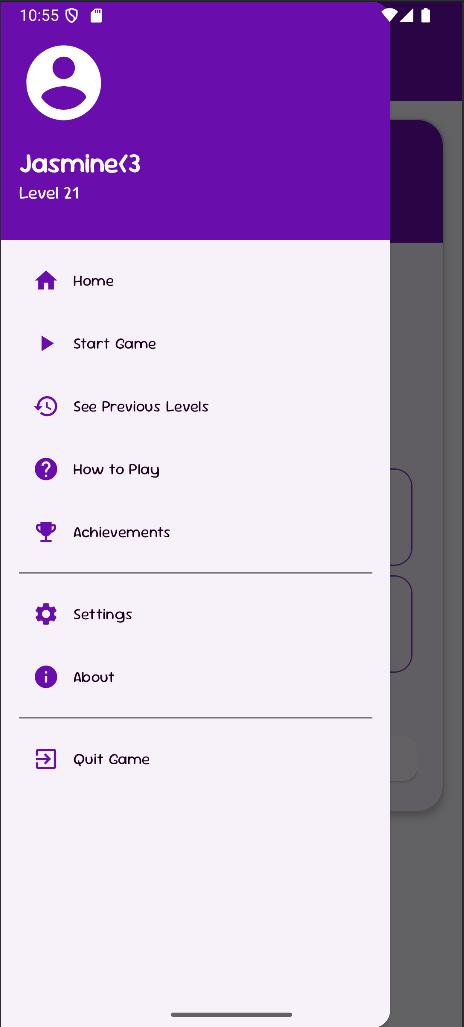 10:55
Jasmine<3
Level 21
Home
Start Game
See Previous Levels
How to Play
Achievements
Settings
About
Quit Game